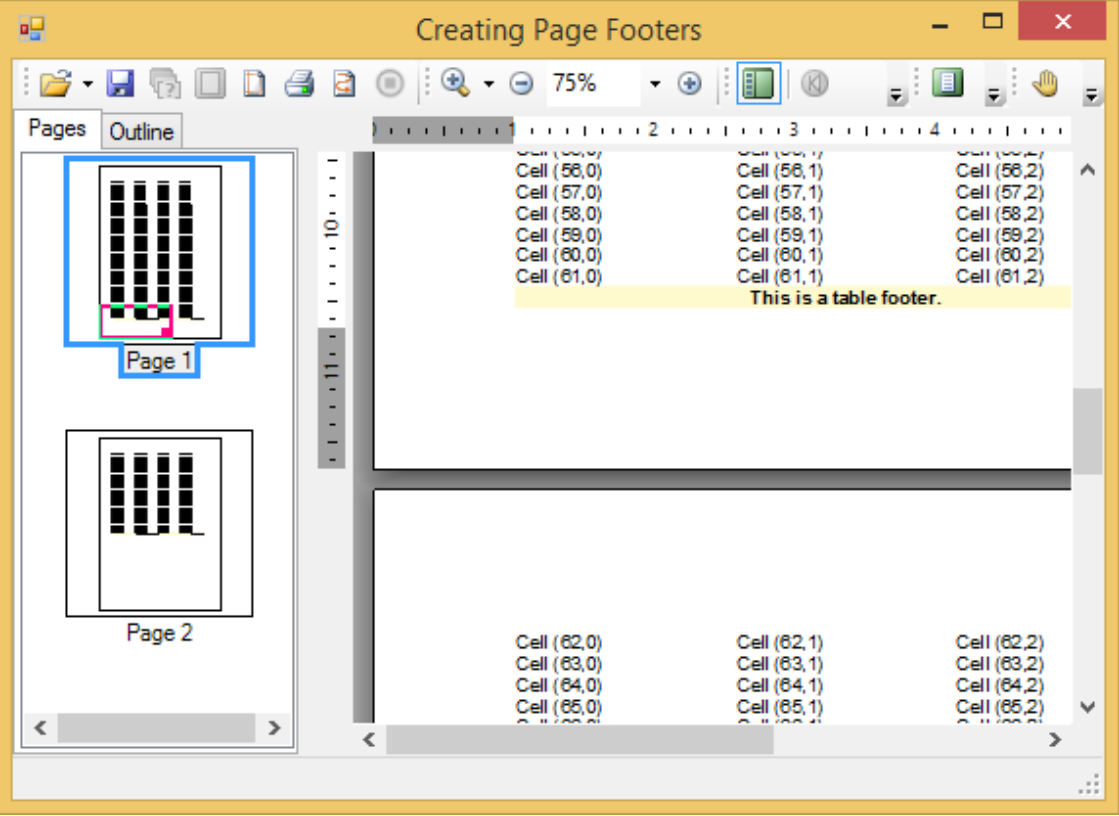 Creating Page Footers
75%
Pages Outline
1 2 3 4
Cell (56,0) Cell (56,1) Cell (56,2)
Cell (57,0) Cell (57,1) Cell (57,2)
Cell (58,0) Cell (58,1) Cell (58,2)
Cell (59,0) Cell (59,1) Cell (59,2)
Cell (60,0) Cell (60,1) Cell (60,2)
Cell (61,0) Cell (61,1) Cell (61,2)
This is a table footer.
10
11
Page 1
Page 2
Cell (62,0) Cell (62,1) Cell (62,2)
Cell (63,0) Cell (63,1) Cell (63,2)
Cell (64,0) Cell (64,1) Cell (64,2)
Cell (65,0) Cell (65,1) Cell (65,2)